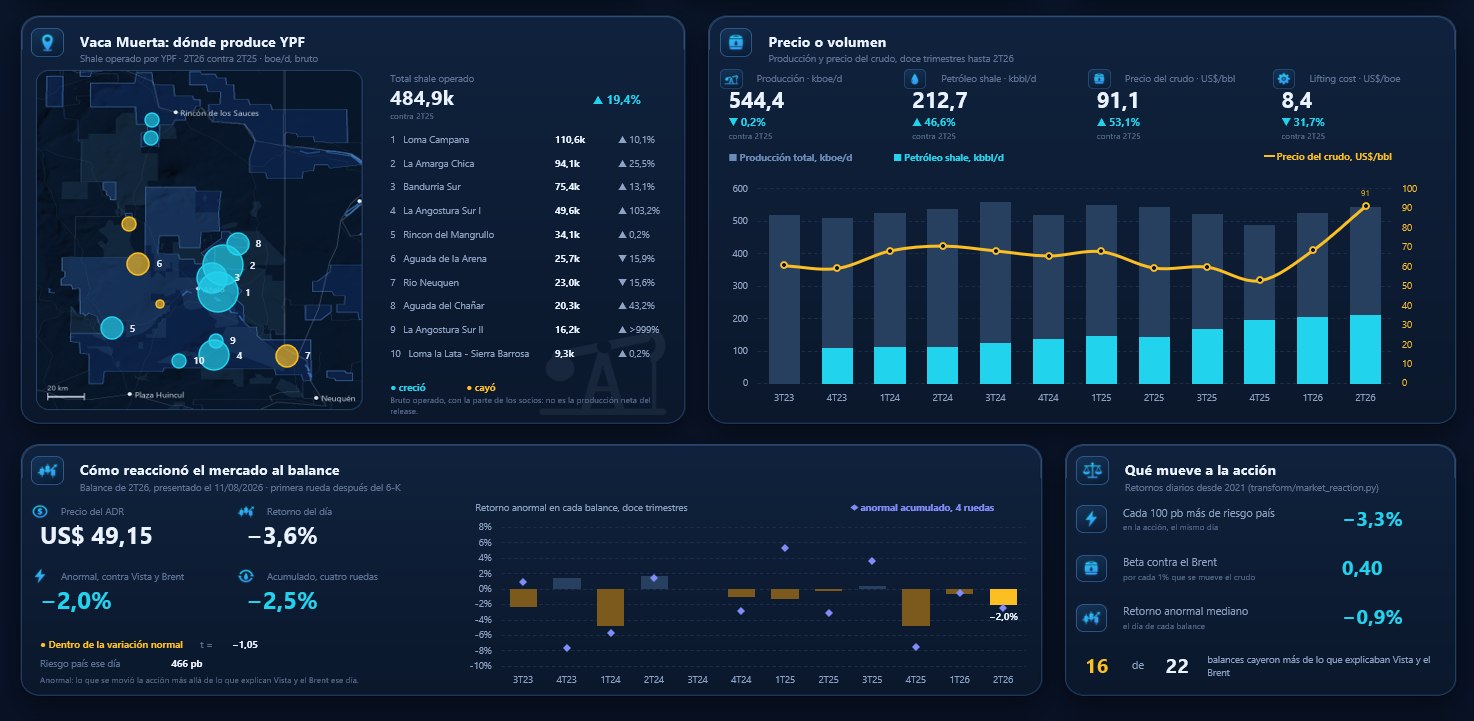 Vaca Muerta: dónde produce YPF
Shale operado por YPF · 2T26 contra 2T25 · boe/d, bruto
Rincón de los Sauces
8
6
2
3
1
5
9
10
4
7
20 km
Plaza Huincul
Neuquén
Total shale operado
484,9k ▲ 19,4%
contra 2T25
1 Loma Campana 110,6k ▲ 10,1%
2 La Amarga Chica 94,1k ▲ 25,5%
3 Bandurria Sur 75,4k ▲ 13,1%
4 La Angostura Sur I 49,6k ▲ 103,2%
5 Rincon del Mangrullo 34,1k ▲ 0,2%
6 Aguada de la Arena 25,7k ▼ 15,9%
7 Rio Neuquen 23,0k ▼ 15,6%
8 Aguada del Chañar 20,3k ▲ 43,2%
9 La Angostura Sur II 16,2k ▲ >999%
10 Loma la Lata - Sierra Barrosa 9,3k ▲ 0,2%
● creció ● cayó
Bruto operado, con la parte de los socios: no es la producción neta del
release.
Precio o volumen
Producción y precio del crudo, doce trimestres hasta 2T26
Producción · kboe/d Petróleo shale · kbbl/d Precio del crudo · US$/bbl Lifting cost · US$/boe
544,4 212,7 91,1 8,4
▼ 0,2% ▲ 46,6% ▲ 53,1% ▼ 31,7%
contra 2T25 contra 2T25 contra 2T25 contra 2T25
Producción total, kboe/d Petróleo shale, kbbl/d Precio del crudo, US$/bbl
600 100
91
90
500 80
70
400 60
300 50
40
200 30
20
100 10
0 0
3T23 4T23 1T24 2T24 3T24 4T24 1T25 2T25 3T25 4T25 1T26 2T26
Cómo reaccionó el mercado al balance
Balance de 2T26, presentado el 11/08/2026 · primera rueda después del 6-K
Precio del ADR Retorno del día
US$ 49,15 −3,6%
Anormal, contra Vista y Brent Acumulado, cuatro ruedas
−2,0% −2,5%
● Dentro de la variación normal t = −1,05
Riesgo país ese día 466 pb
Anormal: lo que se movió la acción más allá de lo que explican Vista y el Brent ese día.
Retorno anormal en cada balance, doce trimestres ◆ anormal acumulado, 4 ruedas
8%
6%
4%
2%
0%
-2%
-4%
-6%
-8%
-10%
−2,0%
3T23 4T23 1T24 2T24 3T24 4T24 1T25 2T25 3T25 4T25 1T26 2T26
Qué mueve a la acción
Retornos diarios desde 2021 (transform/market_reaction.py)
Cada 100 pb más de riesgo país −3,3%
en la acción, el mismo día
Beta contra el Brent 0,40
por cada 1% que se mueve el crudo
Retorno anormal mediano −0,9%
el día de cada balance
16 de 22 balances cayeron más de lo que explicaban Vista y el
Brent